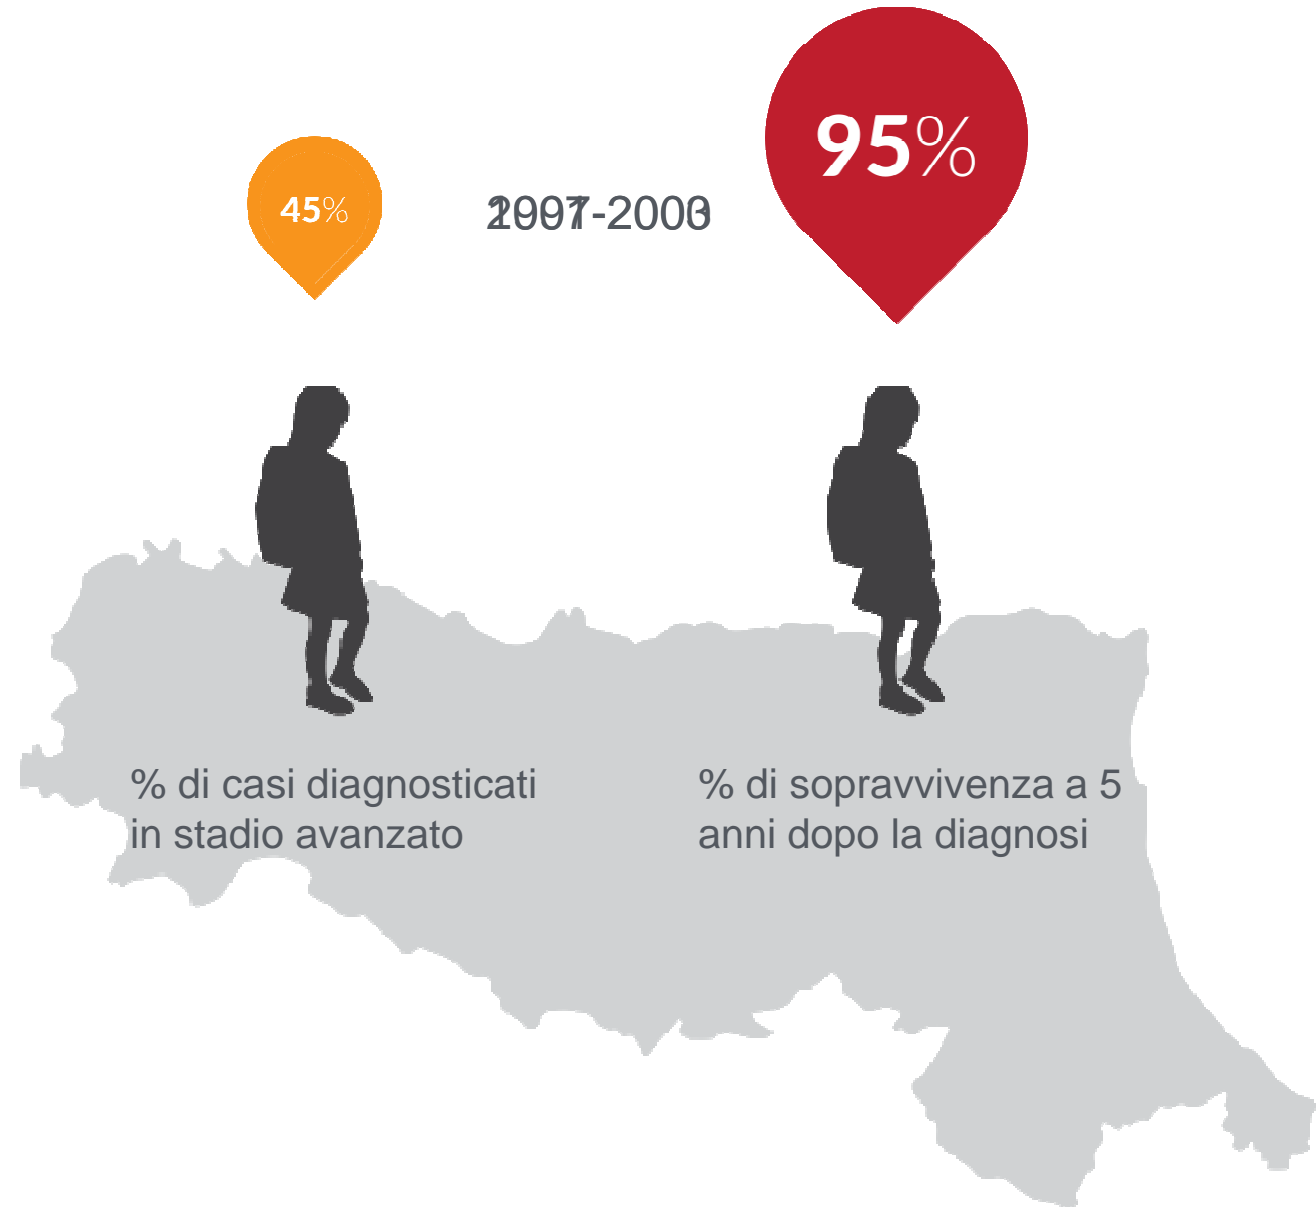 95%
45%
% di casi diagnosticati
in stadio avanzato
% di sopravvivenza a 5
anni dopo la diagnosi